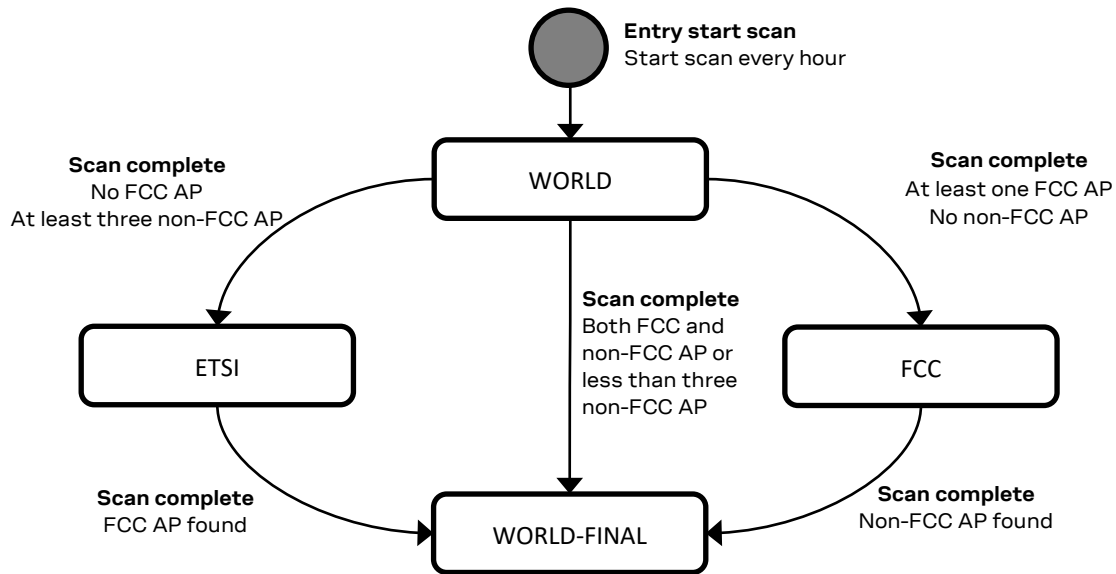 Entry start scan
Start scan every hour
WORLD
Scan complete
No FCC AP
At least three non-FCC AP
Scan complete
At least one FCC AP
No non-FCC AP
Scan complete
Both FCC and
non-FCC AP or
less than three
non-FCC AP
ETSI
FCC
Scan complete
FCC AP found
WORLD-FINAL
Scan complete
Non-FCC AP found